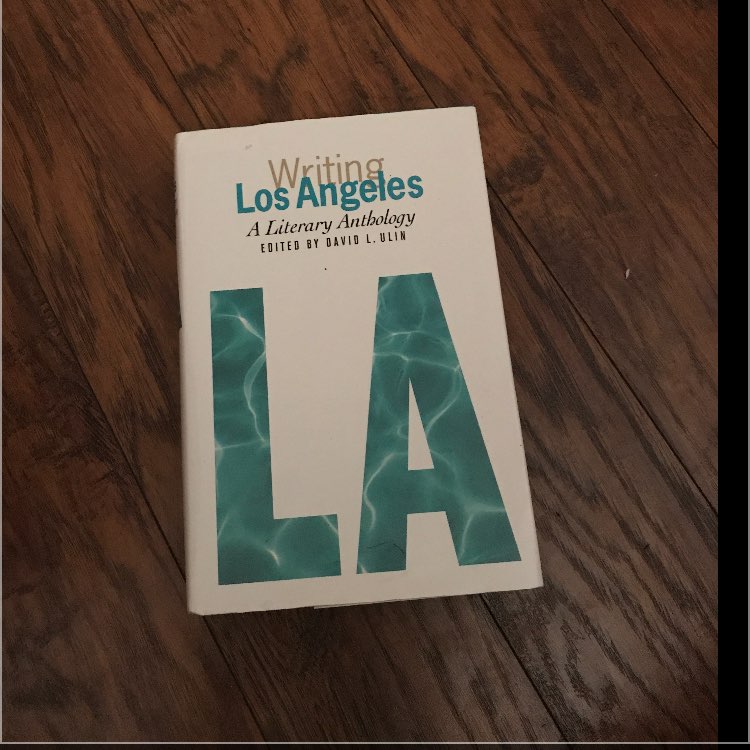 Writing
Los Angeles
A Literary Anthology
EDITED BY DAVID L. ULIN
LA